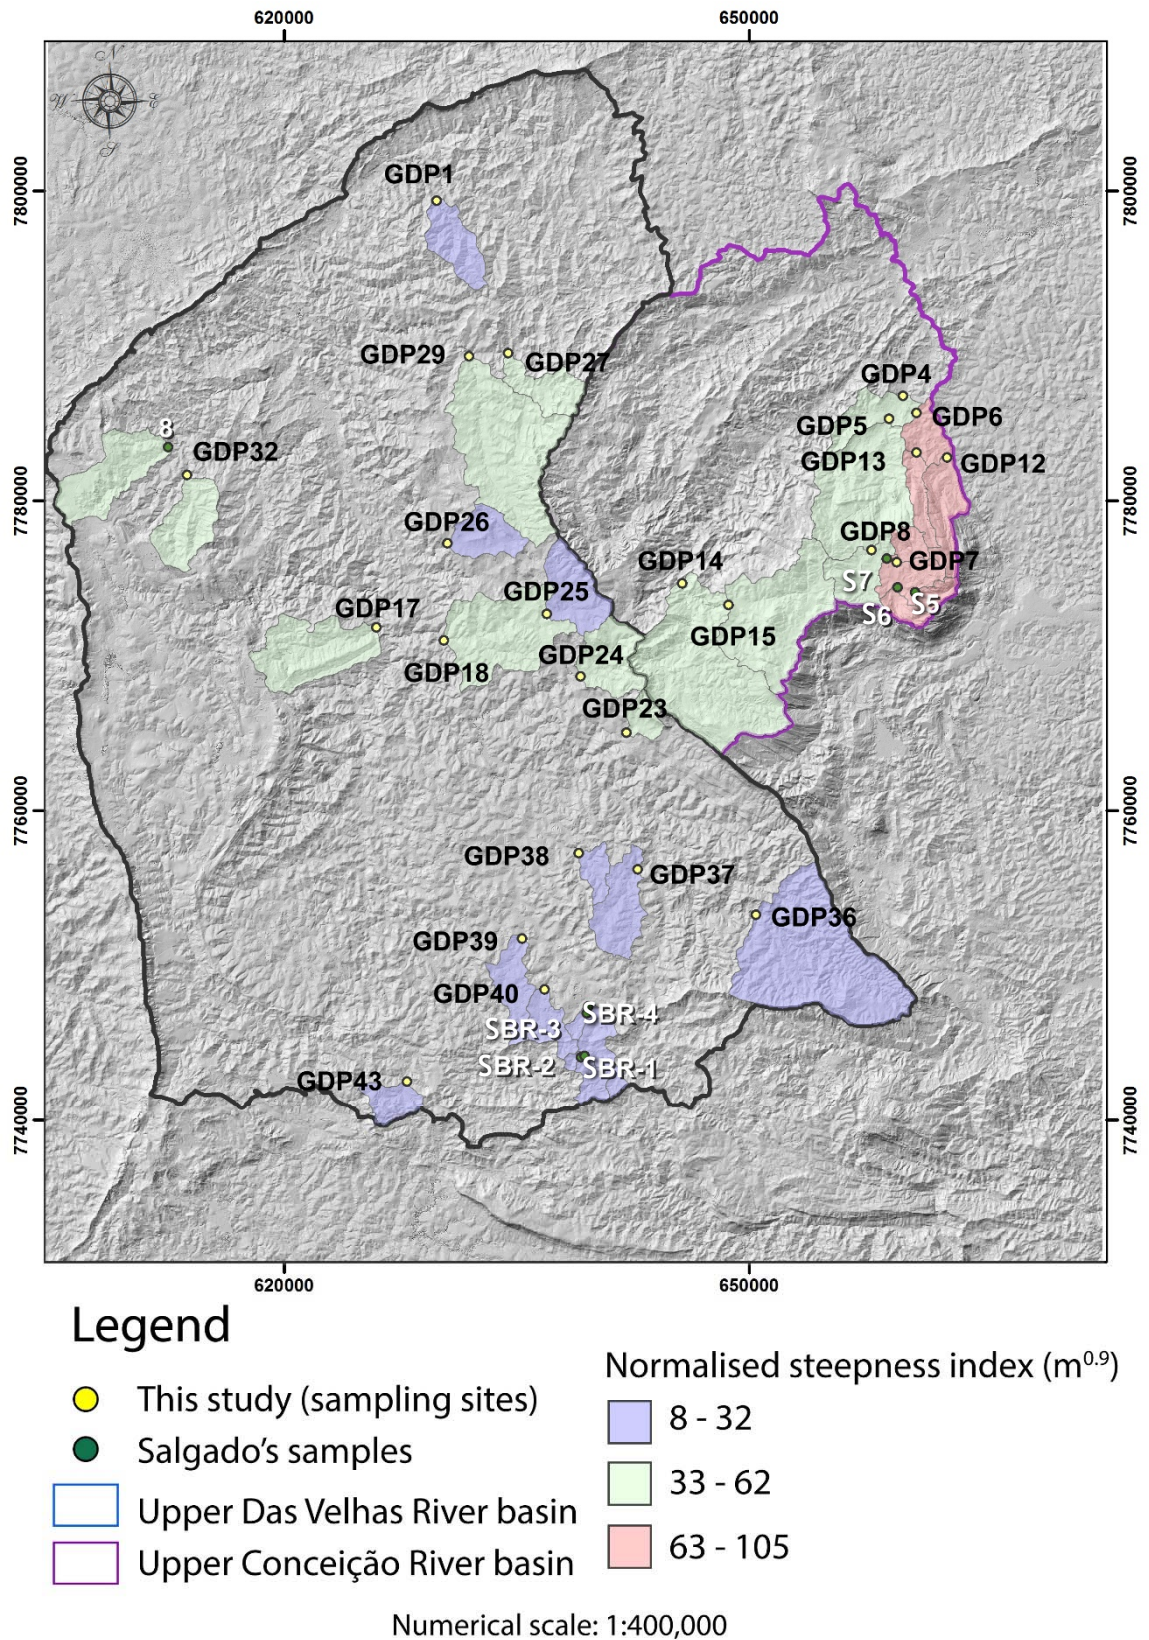 620000
650000
N
W
E
S
GDP1
7800000
7800000
GDP29
GDP27
GDP4
GDP5
GDP6
8
GDP32
GDP13
GDP12
7780000
7780000
GDP26
GDP8
GDP14
GDP7
S7
GDP25
S5
GDP17
S6
GDP15
GDP24
GDP18
GDP23
7760000
7760000
GDP38
GDP37
GDP36
GDP39
GDP40
SBR-4
SBR-3
SBR-2
SBR-1
GDP43
7740000
7740000
620000
650000
Legend
This study (sampling sites)
Salgado's samples
Upper Das Velhas River basin
Upper Conceição River basin
Normalised steepness index (m0.9)
8 - 32
33 - 62
63 - 105
Numerical scale: 1:400,000